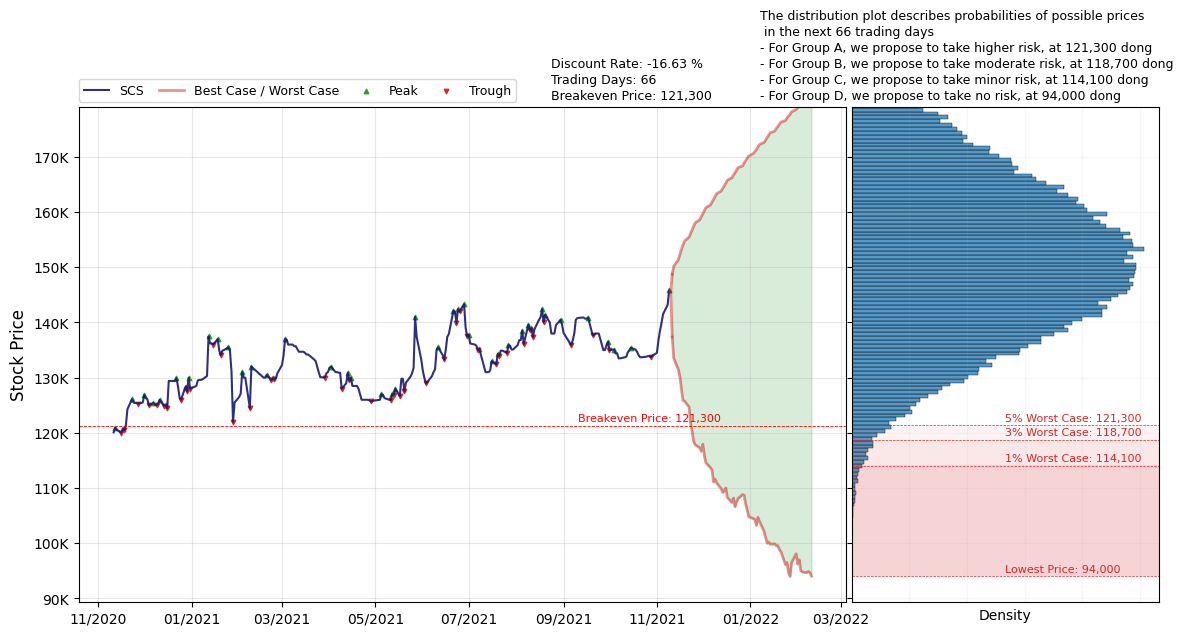 The distribution plot describes probabilities of possible prices
in the next 66 trading days
- For Group A, we propose to take higher risk, at 121,300 dong
- For Group B, we propose to take moderate risk, at 118,700 dong
- For Group C, we propose to take minor risk, at 114,100 dong
- For Group D, we propose to take no risk, at 94,000 dong
Discount Rate: -16.63 %
Trading Days: 66
Breakeven Price: 121,300
SCS
Best Case / Worst Case
Peak
Trough
Stock Price
170K
160K
150K
140K
130K
120K
110K
100K
90K
Breakeven Price: 121,300
11/2020
01/2021
03/2021
05/2021
07/2021
09/2021
11/2021
01/2022
03/2022
5% Worst Case: 121,300
3% Worst Case: 118,700
1% Worst Case: 114,100
Lowest Price: 94,000
Density